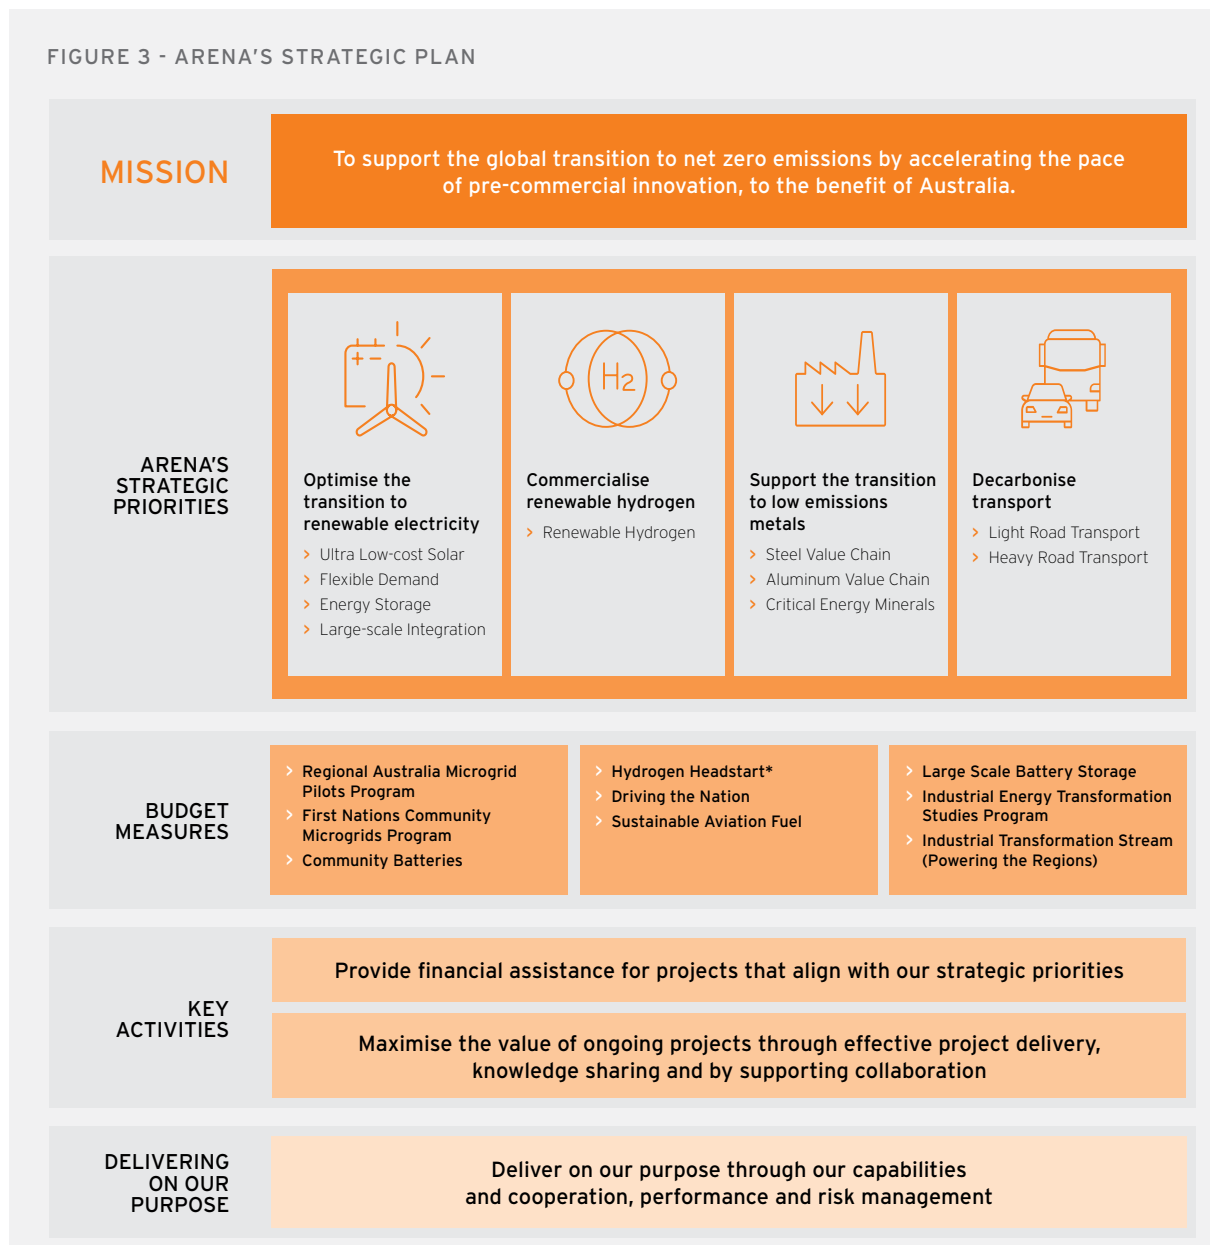 FIGURE 3 - ARENA'S STRATEGIC PLAN
MISSION
To support the global transition to net zero emissions by accelerating the pace
of pre-commercial innovation, to the benefit of Australia.
ARENA'S
STRATEGIC
PRIORITIES
H2
Optimise the
transition to
renewable electricity
> Ultra Low-cost Solar
> Flexible Demand
> Energy Storage
> Large-scale Integration
Commercialise
renewable hydrogen
> Renewable Hydrogen
Support the transition
to low emissions
metals
> Steel Value Chain
> Aluminum Value Chain
> Critical Energy Minerals
Decarbonise
transport
> Light Road Transport
> Heavy Road Transport
BUDGET
MEASURES
> Regional Australia Microgrid
Pilots Program
> First Nations Community
Microgrids Program
> Community Batteries
> Hydrogen Headstart*
> Driving the Nation
> Sustainable Aviation Fuel
> Large Scale Battery Storage
> Industrial Energy Transformation
Studies Program
> Industrial Transformation Stream
(Powering the Regions)
KEY
ACTIVITIES
Provide financial assistance for projects that align with our strategic priorities
Maximise the value of ongoing projects through effective project delivery,
knowledge sharing and by supporting collaboration
DELIVERING
ON OUR
PURPOSE
Deliver on our purpose through our capabilities
and cooperation, performance and risk management